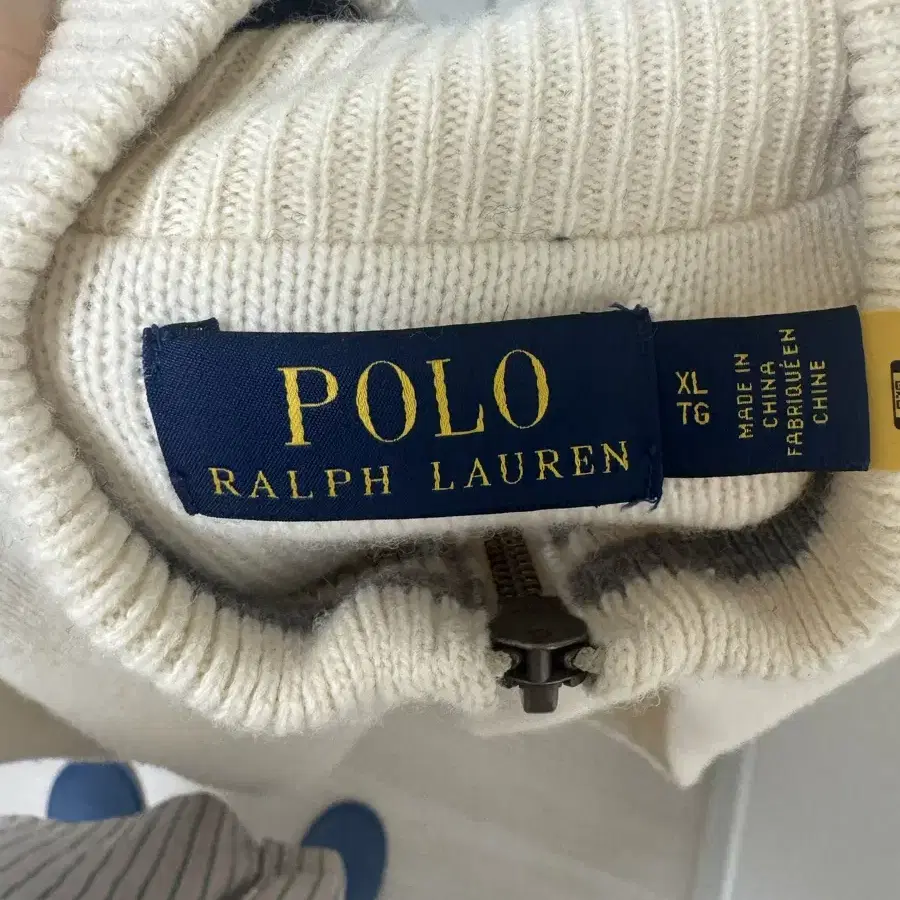 POLO
RALPH LAUREN
XL
TG
MADE IN
CHINA
FABRIQUÉ EN
CHINE